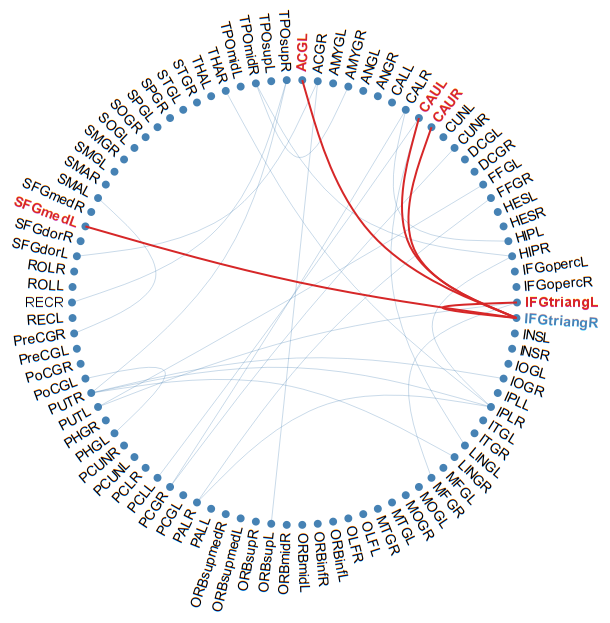 ACGL
ACGR
AMYGL
AMYGR
ANGL
ANGR
CALL
CALR
CAUL
CAUR
CUNL
CUNR
DCGL
DCGR
FFGL
FFGR
HESL
HESR
HIPL
HIPR
IFGopercL
IFGopercR
IFGtriangL
IFGtriangR
INSL
INSR
IOGL
IOGR
IPLL
IPLR
ITGL
ITGR
LINGL
LINGR
MFGL
MFGR
MOGL
MOGR
MTGL
MTGR
OLFL
OLFR
ORBinfL
ORBinfR
ORBmidL
ORBmidR
ORBsupL
ORBsupR
ORBsupmedL
ORBsupmedR
PALL
PALR
PCGL
PCGR
PCLL
PCLR
PCUNL
PCUNR
PHGL
PHGR
PUTL
PUTR
PoCGL
PoCGR
PreCGL
PreCGR
RECL
RECR
ROLL
ROLR
SFGdorL
SFGdorR
SFGmedL
SFGmedR
SMAL
SMAR
SMGL
SMGR
SOGL
SOGR
SPGL
SPGR
STGL
STGR
THAL
THAR
TPOmidL
TPOmidR
TPOsupL
TPOsupR